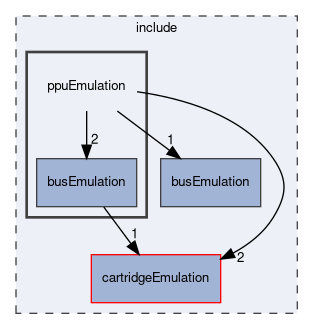 include
ppuEmulation
2
1
busEmulation
busEmulation
1
2
cartridgeEmulation